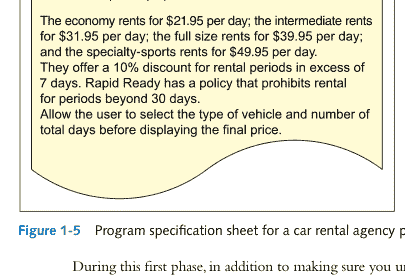 The economy rents for $21.95 per day; the intermediate rents
for $31.95 per day; the full size rents for $39.95 per day;
and the specialty-sports rents for $49.95 per day.
They offer a 10% discount for rental periods in excess of
7 days. Rapid Ready has a policy that prohibits rental
for periods beyond 30 days.
Allow the user to select the type of vehicle and number of
total days before displaying the final price.
Figure 1-5 Program specification sheet for a car rental agency p
During this first phase, in addition to making sure you u